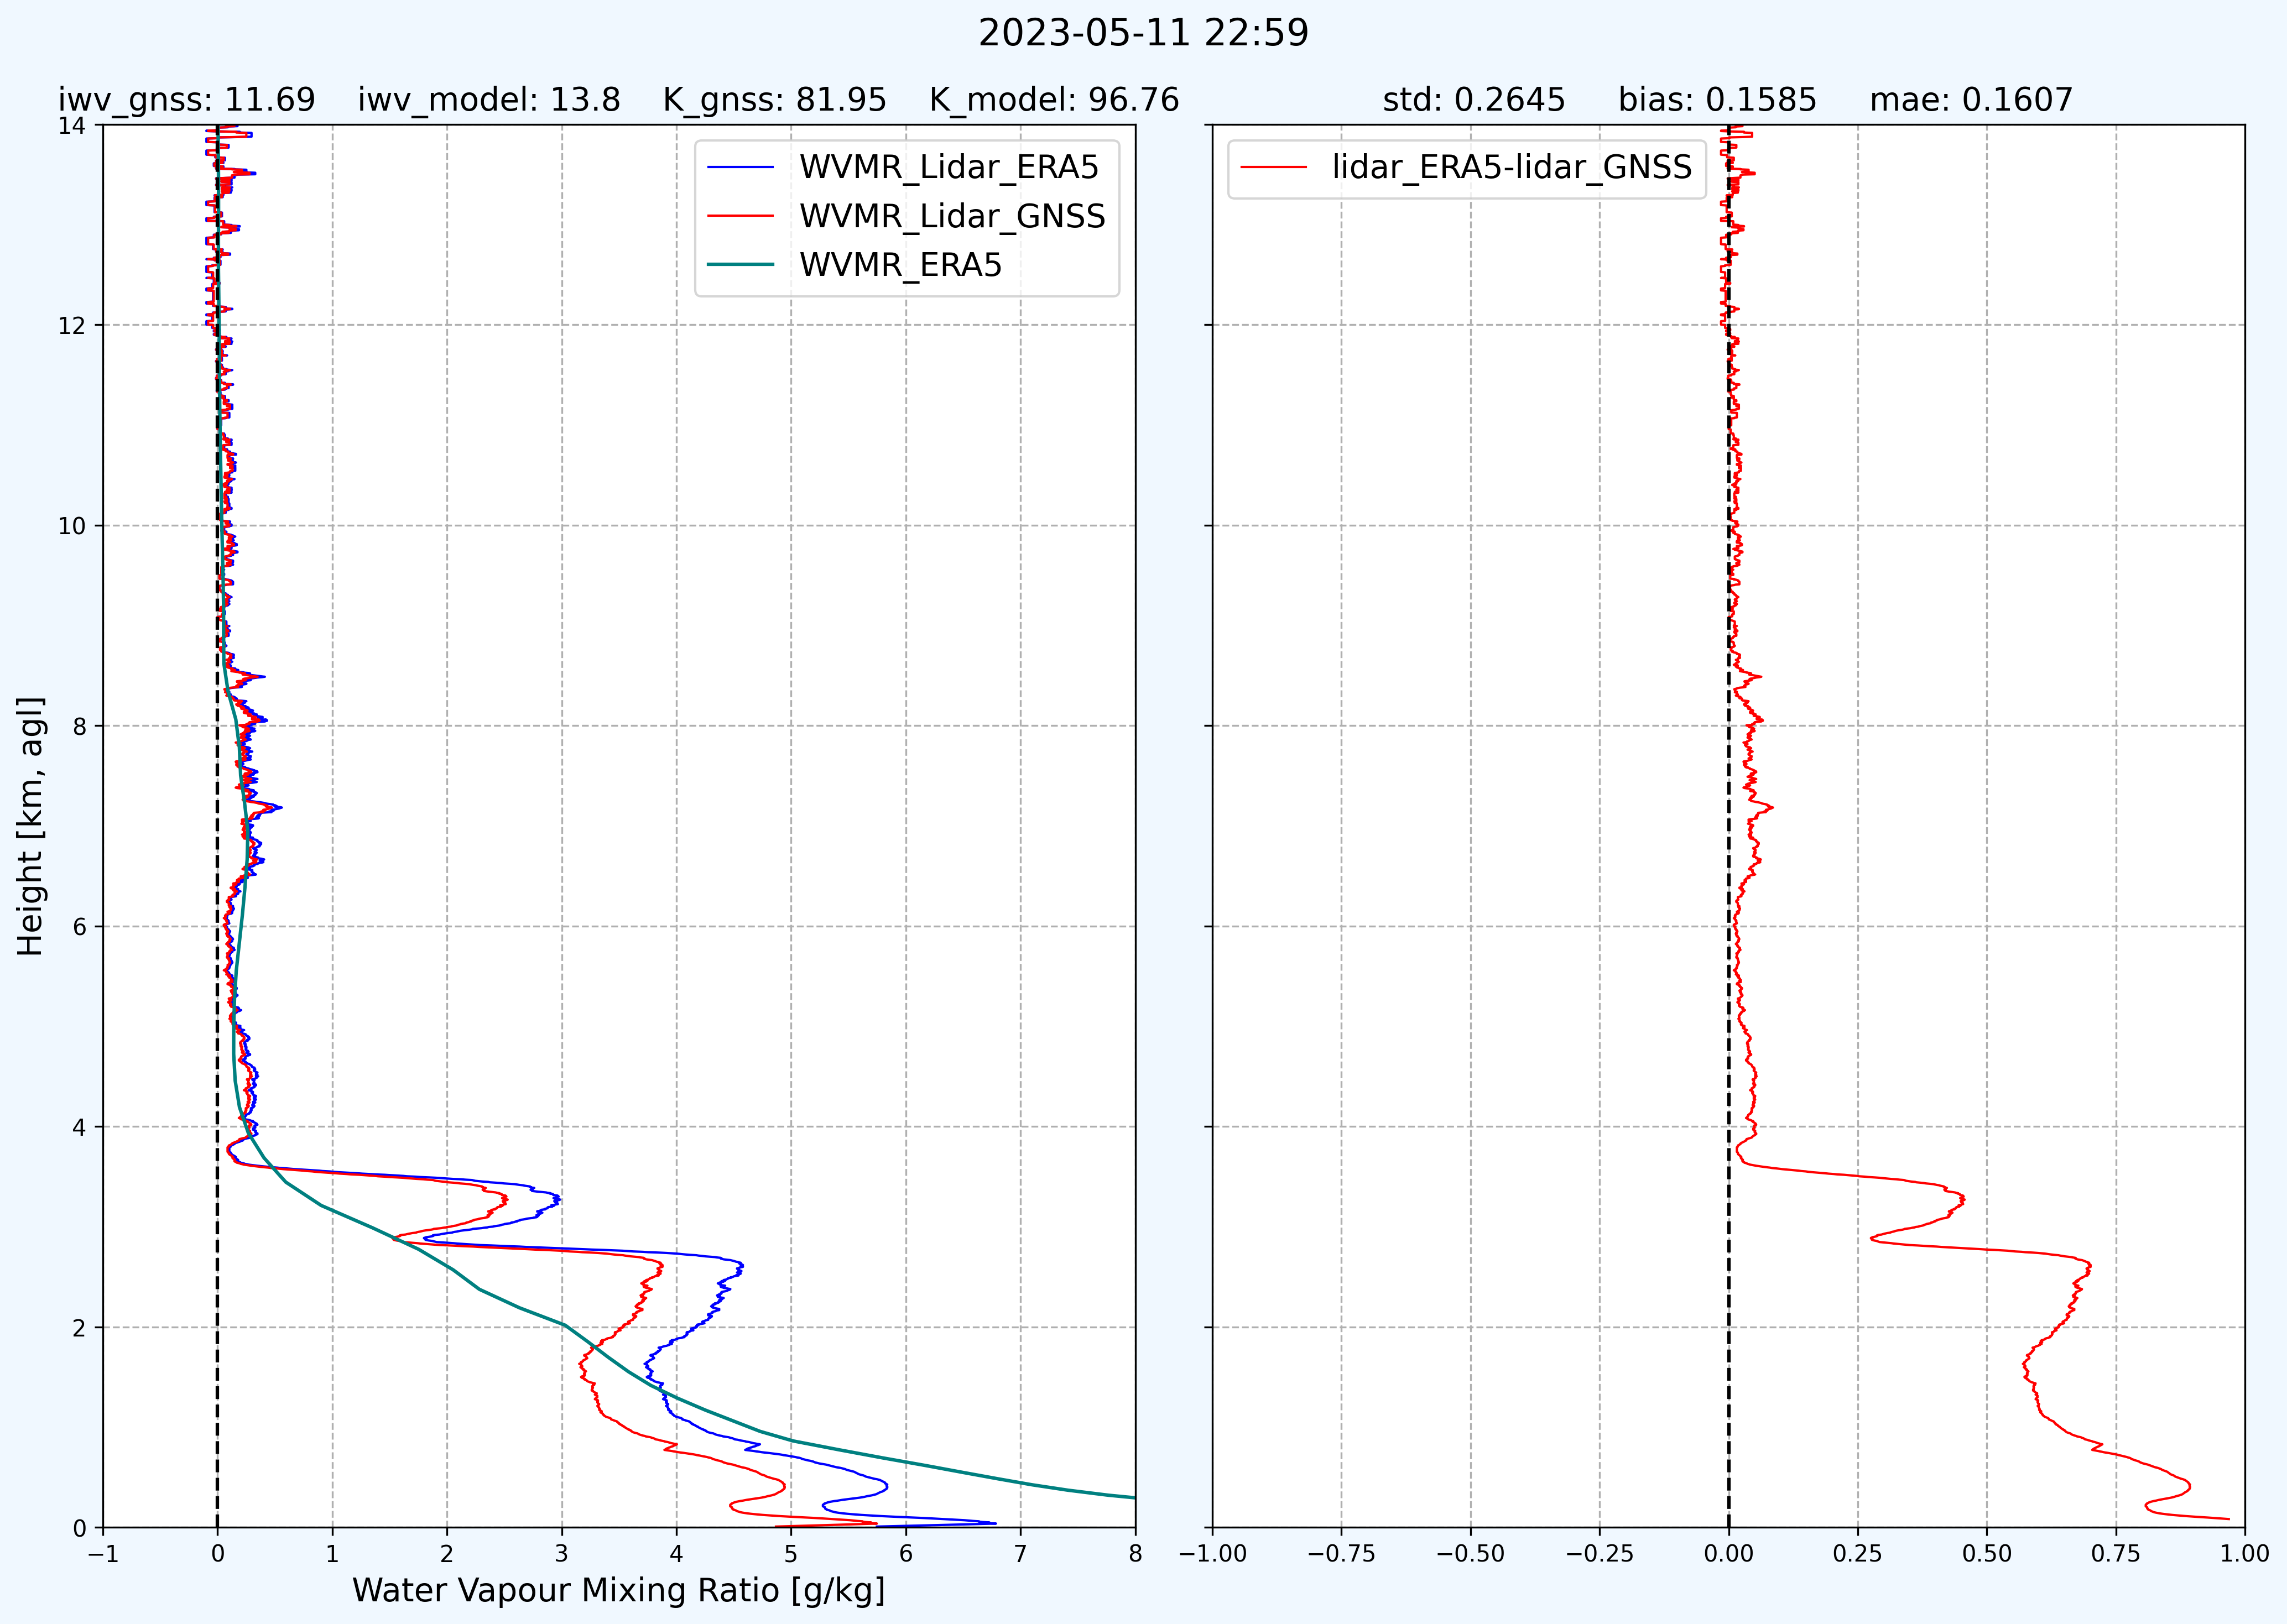 2023-05-11 22:59
iwv_gnss: 11.69    iwv_model: 13.8    K_gnss: 81.95    K_model: 96.76
std: 0.2645    bias: 0.1585    mae: 0.1607
WVMR_Lidar_ERA5
WVMR_Lidar_GNSS
WVMR_ERA5
lidar_ERA5-lidar_GNSS
Height [km, agl]
14
12
10
8
6
4
2
0
−1 0 1 2 3 4 5 6 7 8
Water Vapour Mixing Ratio [g/kg]
−1.00 −0.75 −0.50 −0.25 0.00 0.25 0.50 0.75 1.00